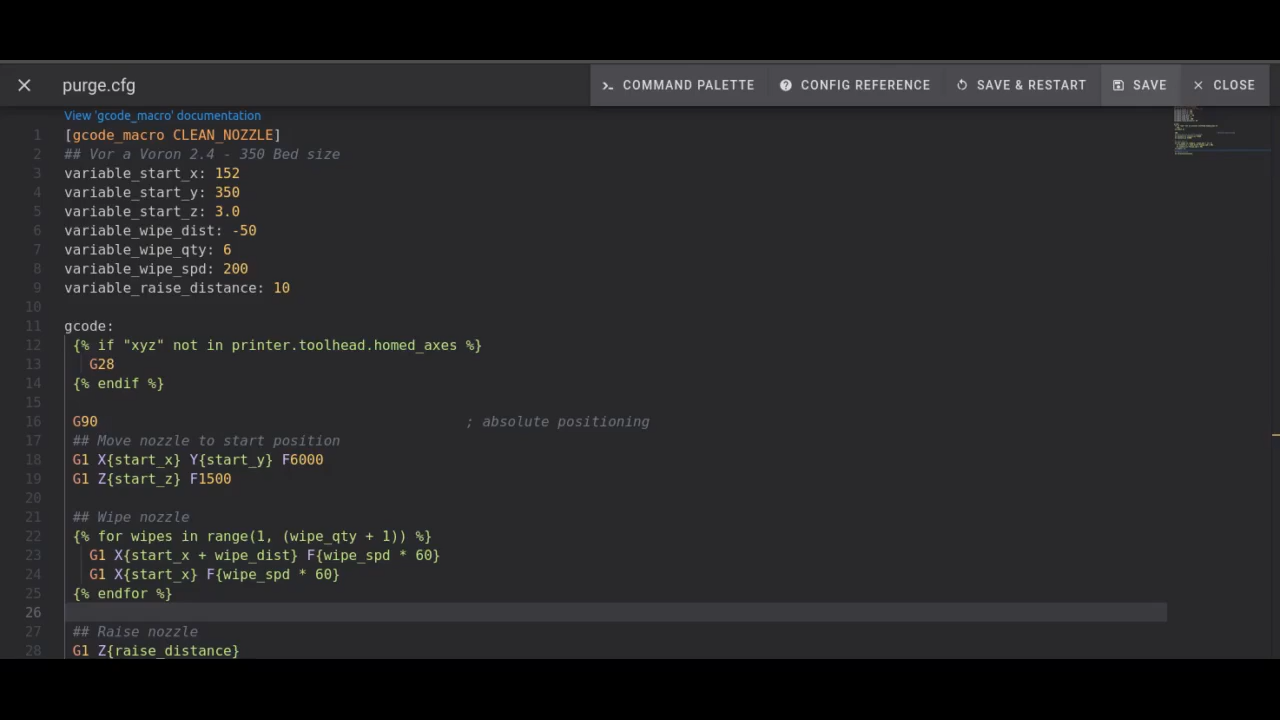 purge.cfg
COMMAND PALETTE
CONFIG REFERENCE
SAVE & RESTART
SAVE
CLOSE
View 'gcode_macro' documentation
1 [gcode_macro CLEAN_NOZZLE]
2 ## Vor a Voron 2.4 - 350 Bed size
3 variable_start_x: 152
4 variable_start_y: 350
5 variable_start_z: 3.0
6 variable_wipe_dist: -50
7 variable_wipe_qty: 6
8 variable_wipe_spd: 200
9 variable_raise_distance: 10
10
11 gcode:
12 {% if "xyz" not in printer.toolhead.homed_axes %}
13 G28
14 {% endif %}
15
16 G90 ; absolute positioning
17 ## Move nozzle to start position
18 G1 X{start_x} Y{start_y} F6000
19 G1 Z{start_z} F1500
20
21 ## Wipe nozzle
22 {% for wipes in range(1, (wipe_qty + 1)) %}
23 G1 X{start_x + wipe_dist} F{wipe_spd * 60}
24 G1 X{start_x} F{wipe_spd * 60}
25 {% endfor %}
26
27 ## Raise nozzle
28 G1 Z{raise_distance}